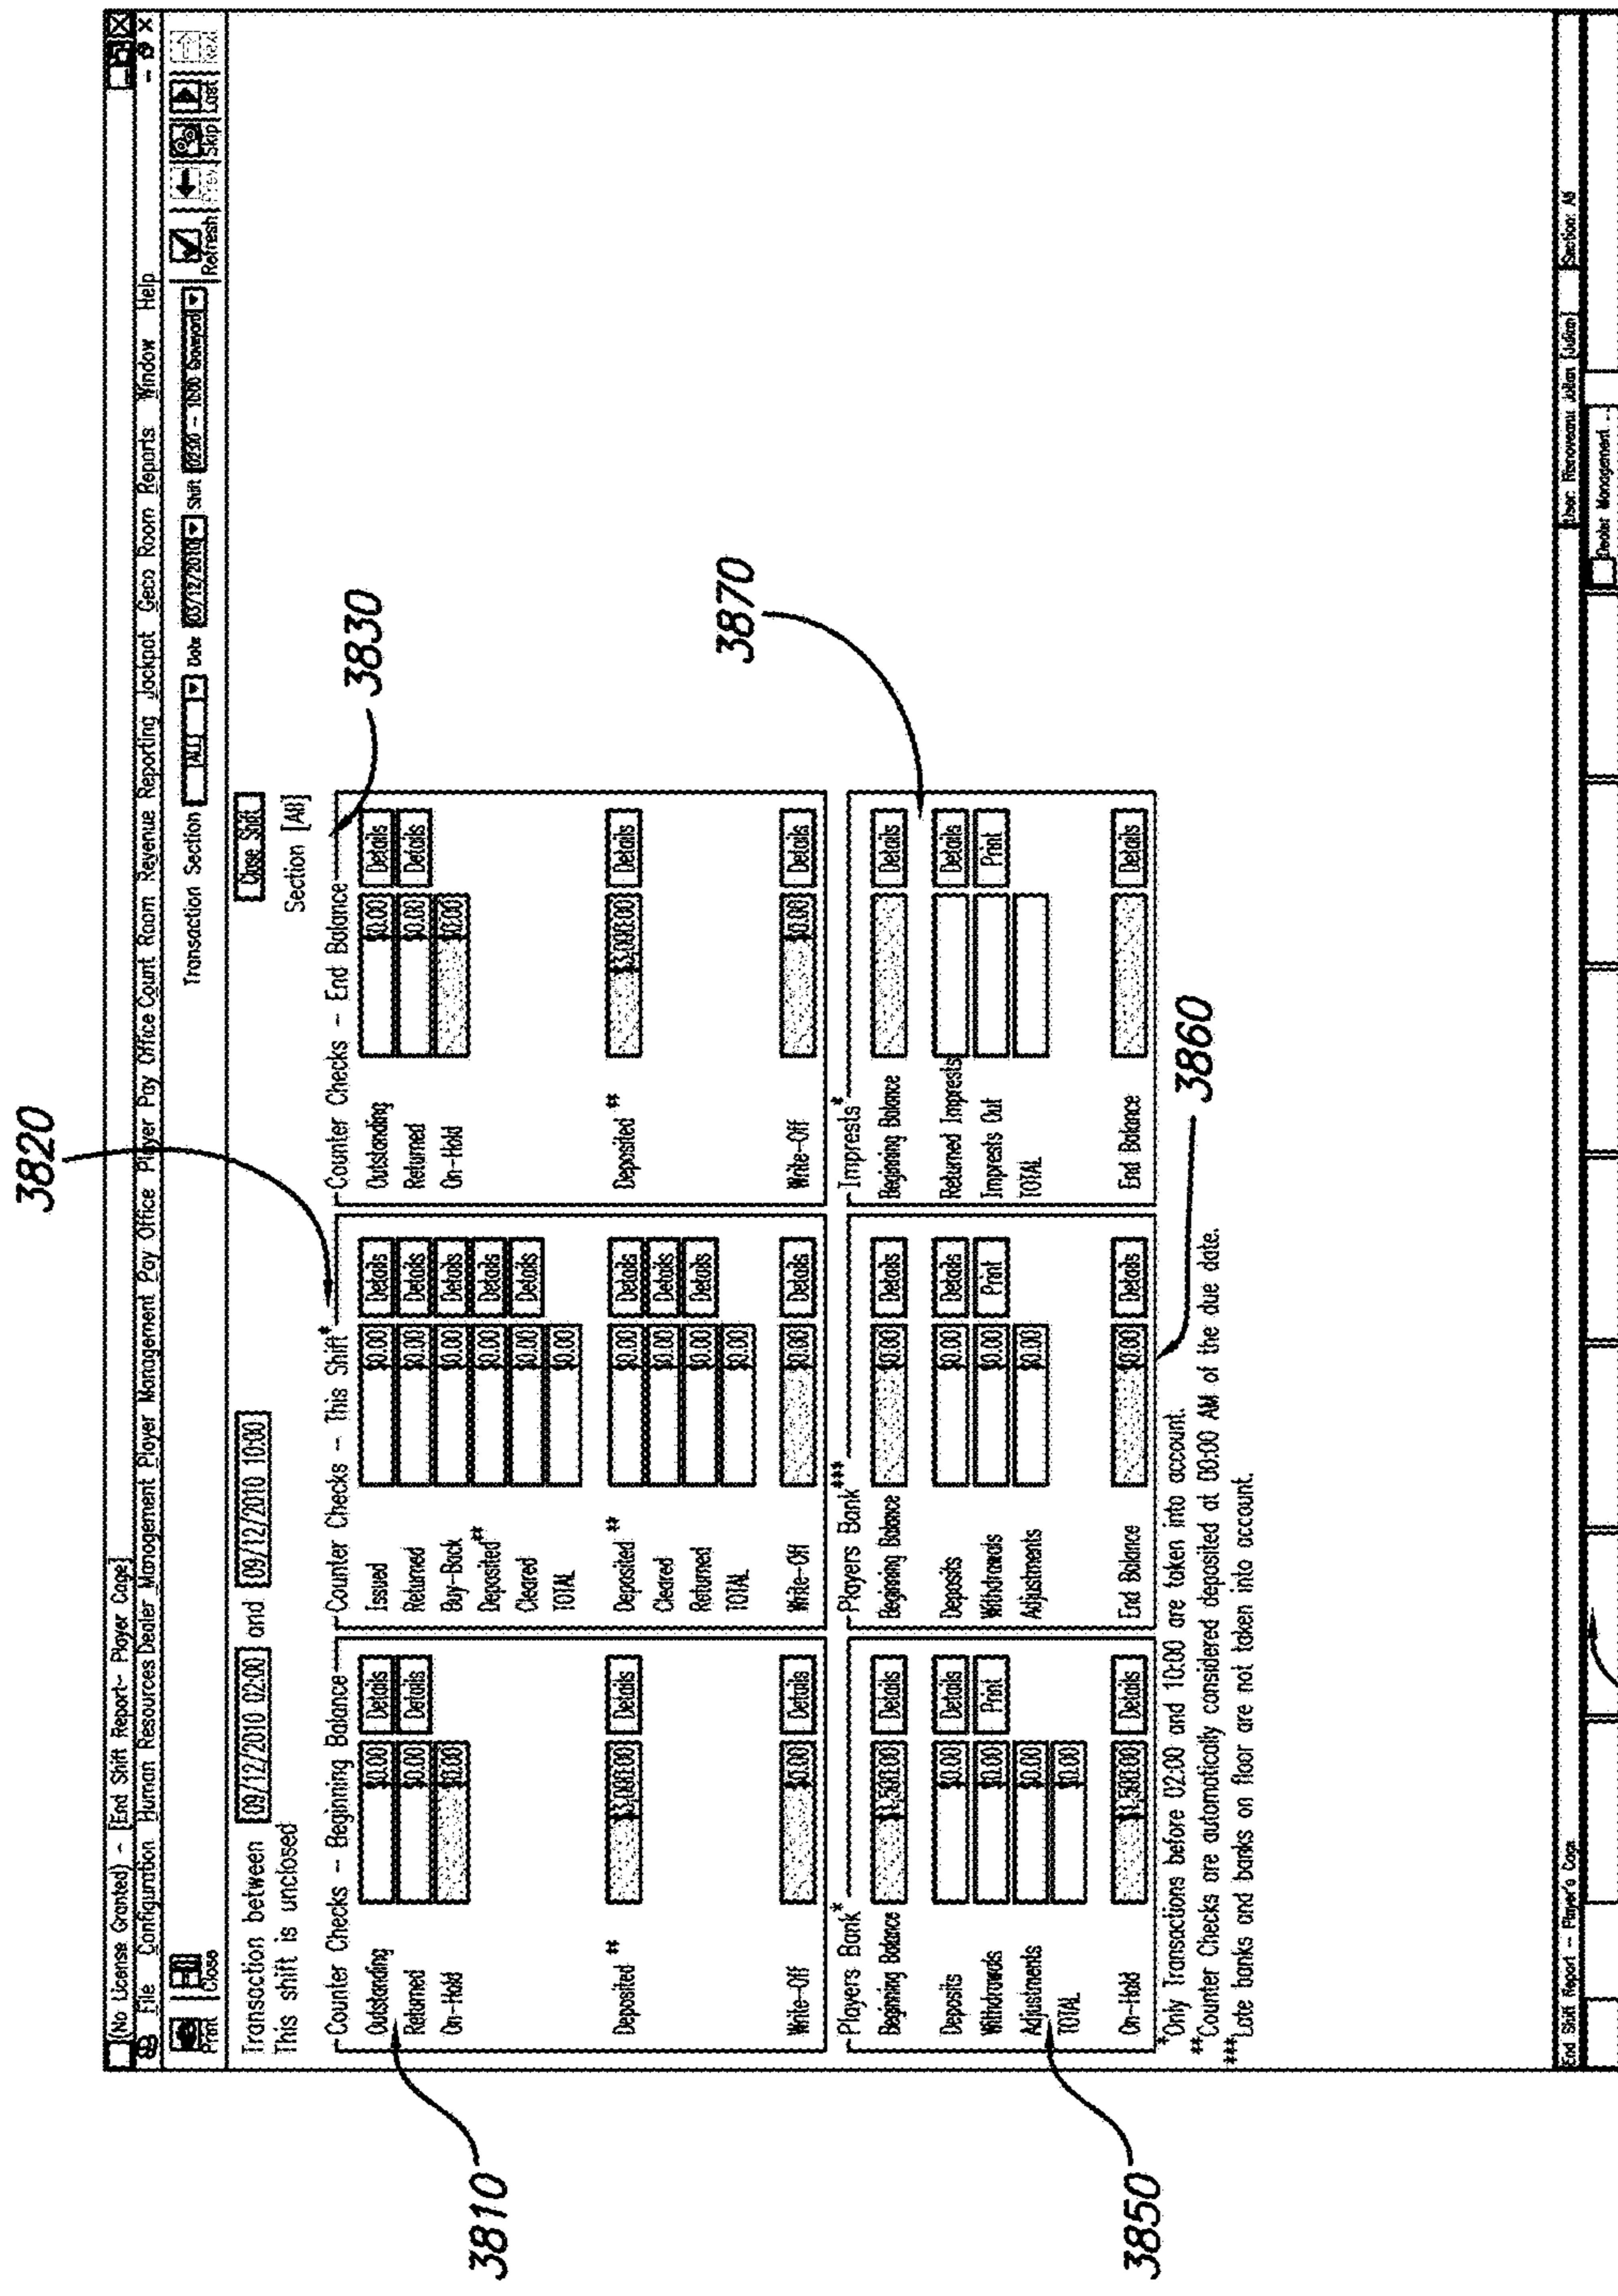 3820
(No License Granted) - [End Shift Report- Player Cage]
File Configuration Human Resources Dealer Management Player Management Pay Office Player Pay Office Count Room Revenue Reporting Jackpot Geco Room Reports Window Help
Print Close Transaction Section [All] Date 03/12/2010 Shift 02:00 - 10:00 Graveyard Refresh Prev Skip Last
Transaction between 09/12/2010 02:00 and 09/12/2010 10:00 Close Shift
This shift is unclosed Section [All]
3830
Counter Checks - Beginning Balance
Outstanding $0.00 Details
Returned $0.00 Details
On-Hold $0.00
Deposited ** $3,000.00 Details
Write-Off $0.00 Details
Counter Checks - This Shift*
Issued $0.00 Details
Returned $0.00 Details
Buy-Back $0.00 Details
Deposited** $0.00 Details
Cleared $0.00 Details
TOTAL $0.00
Deposited ** $0.00 Details
Cleared $0.00 Details
Returned $0.00 Details
TOTAL $0.00
Write-Off $0.00 Details
Counter Checks - End Balance
Outstanding $0.00 Details
Returned $0.00 Details
On-Hold $0.00
Deposited ** $3,000.00 Details
Write-Off $0.00 Details
3810
3870
Players Bank*
Beginning Balance $1,500.00 Details
Deposits $0.00 Details
Withdrawals $0.00 Print
Adjustments $0.00
TOTAL $0.00
On-Hold $1,500.00 Details
Players Bank***
Beginning Balance $0.00 Details
Deposits $0.00 Details
Withdrawals $0.00 Print
Adjustments
End Balance $0.00 Details
Imprests*
Beginning Balance Details
Returned Imprests Details
Imprests Out Print
TOTAL
End Balance Details
3850
3860
*Only Transactions before 02:00 and 10:00 are taken into account.
**Counter Checks are automatically considered deposited at 00:00 AM of the due date.
***Late banks and banks on floor are not taken into account.
End Shift Report -- Player's Cage User: Julian [Julian] Section: All
Dealer Management ..